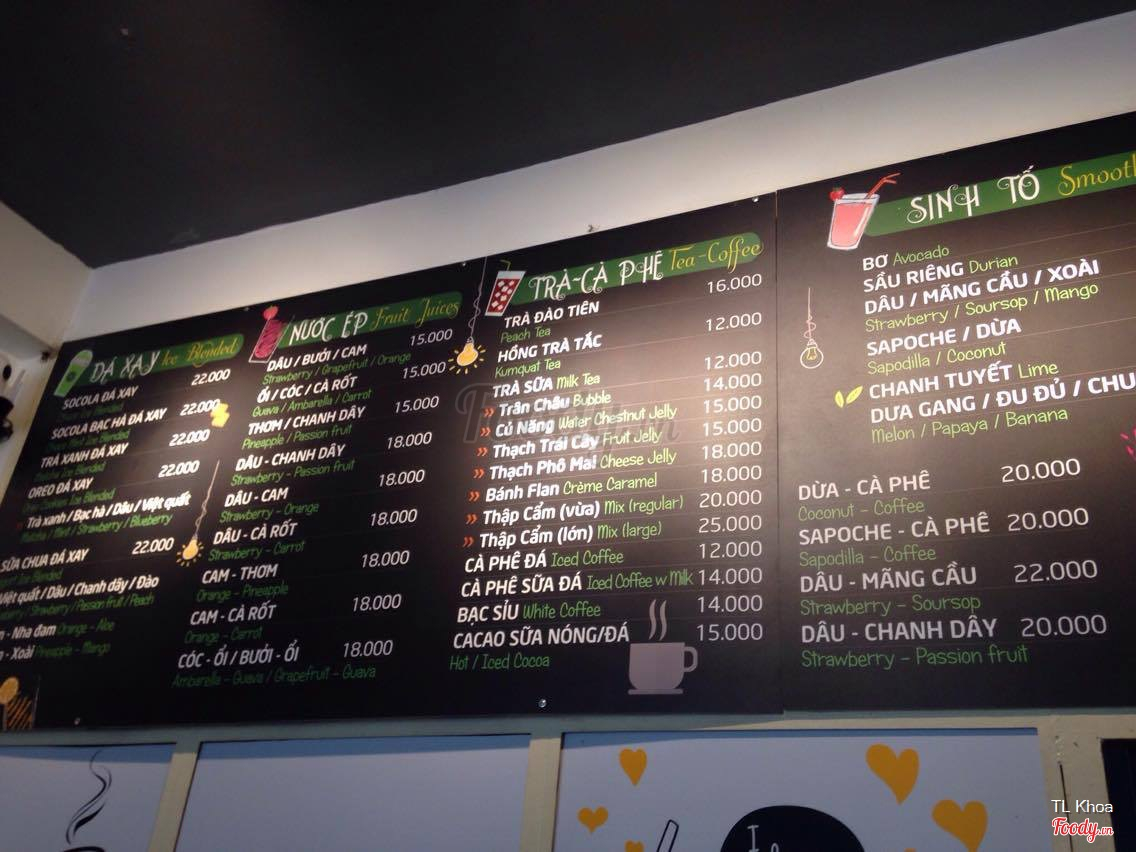 ĐÁ XAY Ice Blended
SOCOLA ĐÁ XAY 22.000
Ice Blended
SOCOLA BẠC HÀ ĐÁ XAY 22.000
Mint Ice Blended
TRÀ XANH ĐÁ XAY 22.000
Ice Blended
OREO ĐÁ XAY 22.000
Ice Blended
Trà xanh / Bạc hà / Dâu / Việt quất
Matcha / Mint / Strawberry / Blueberry
SỮA CHUA ĐÁ XAY 22.000
Ice Blended
Việt quất / Dâu / Chanh dây / Đào
Strawberry / Passion fruit / Peach
- Nha đam Orange - Aloe
- Xoài Pineapple - Mango
NƯỚC ÉP Fruit Juices
DÂU / BƯỞI / CAM 15.000
Strawberry / Grapefruit / Orange
ỔI / CÓC / CÀ RỐT 15.000
Guava / Ambarella / Carrot
THƠM / CHANH DÂY 15.000
Pineapple / Passion fruit
DÂU - CHANH DÂY 18.000
Strawberry - Passion fruit
DÂU - CAM 18.000
Strawberry - Orange
DÂU - CÀ RỐT 18.000
Strawberry - Carrot
CAM - THƠM 18.000
Orange - Pineapple
CAM - CÀ RỐT 18.000
Orange - Carrot
CÓC - ỔI / BƯỞI - ỔI 18.000
Ambarella - Guava / Grapefruit - Guava
TRÀ-CÀ PHÊ Tea-Coffee
TRÀ ĐÀO TIÊN 16.000
Peach Tea
HỒNG TRÀ TẮC 12.000
Kumquat Tea
TRÀ SỮA Milk Tea 12.000
» Trân Châu Bubble 14.000
» Củ Năng Water Chestnut Jelly 15.000
» Thạch Trái Cây Fruit Jelly 15.000
» Thạch Phô Mai Cheese Jelly 18.000
» Bánh Flan Crème Caramel 18.000
» Thập Cẩm (vừa) Mix (regular) 20.000
» Thập Cẩm (lớn) Mix (large) 25.000
CÀ PHÊ ĐÁ Iced Coffee 12.000
CÀ PHÊ SỮA ĐÁ Iced Coffee w Milk 14.000
BẠC SỈU White Coffee 14.000
CACAO SỮA NÓNG/ĐÁ 15.000
Hot / Iced Cocoa
SINH TỐ Smooth
BƠ Avocado
SẦU RIÊNG Durian
DÂU / MÃNG CẦU / XOÀI
Strawberry / Soursop / Mango
SAPOCHE / DỪA
Sapodilla / Coconut
CHANH TUYẾT Lime
DƯA GANG / ĐU ĐỦ / CHU
Melon / Papaya / Banana
DỪA - CÀ PHÊ 20.000
Coconut - Coffee
SAPOCHE - CÀ PHÊ 20.000
Sapodilla - Coffee
DÂU - MÃNG CẦU 22.000
Strawberry - Soursop
DÂU - CHANH DÂY 20.000
Strawberry - Passion fruit
TL Khoa
Foody.vn